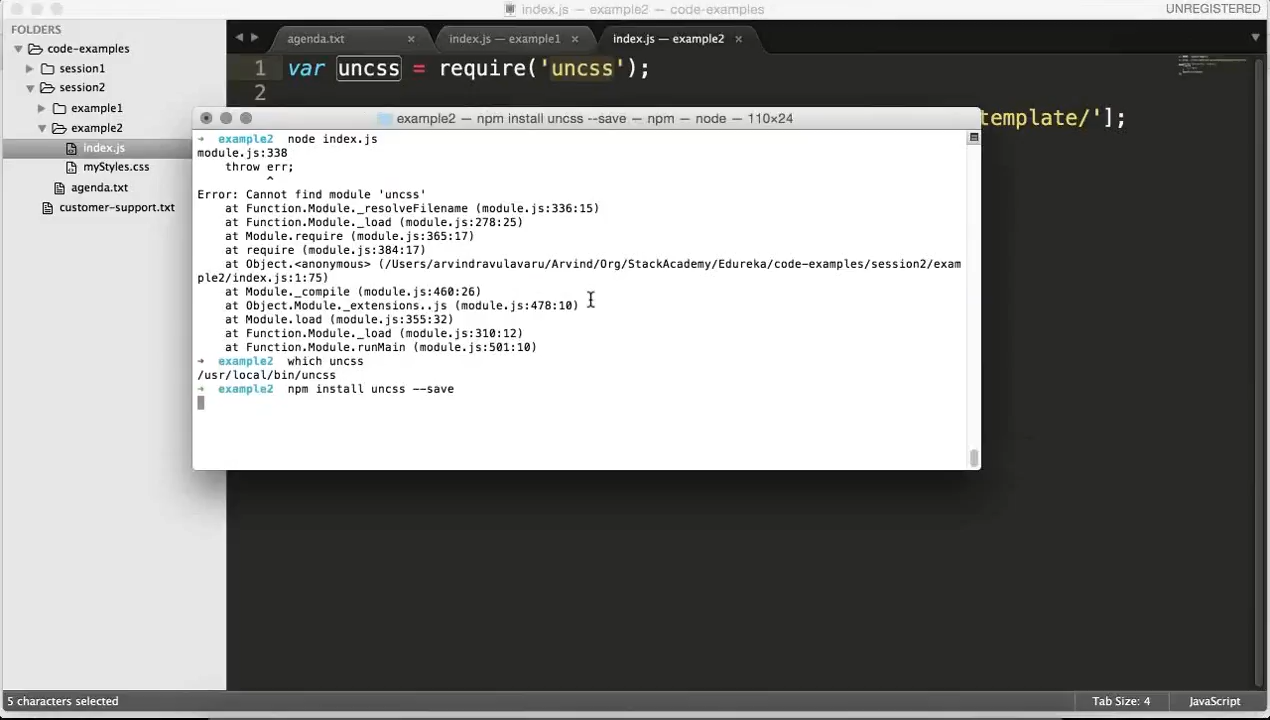 index.js — example2 — code-examples
UNREGISTERED
FOLDERS
code-examples
session1
session2
example1
example2
index.js
myStyles.css
agenda.txt
customer-support.txt
agenda.txt ×
index.js — example1 ×
index.js — example2 ×
1 var uncss = require('uncss');
2
template/'];
example2 — npm install uncss --save — npm — node — 110×24
➜ example2 node index.js
module.js:338
throw err;
^
Error: Cannot find module 'uncss'
at Function.Module._resolveFilename (module.js:336:15)
at Function.Module._load (module.js:278:25)
at Module.require (module.js:365:17)
at require (module.js:384:17)
at Object.<anonymous> (/Users/arvindravulavaru/Arvind/Org/StackAcademy/Edureka/code-examples/session2/exam
ple2/index.js:1:75)
at Module._compile (module.js:460:26)
at Object.Module._extensions..js (module.js:478:10)
at Module.load (module.js:355:32)
at Function.Module._load (module.js:310:12)
at Function.Module.runMain (module.js:501:10)
➜ example2 which uncss
/usr/local/bin/uncss
➜ example2 npm install uncss --save
5 characters selected
Tab Size: 4
JavaScript